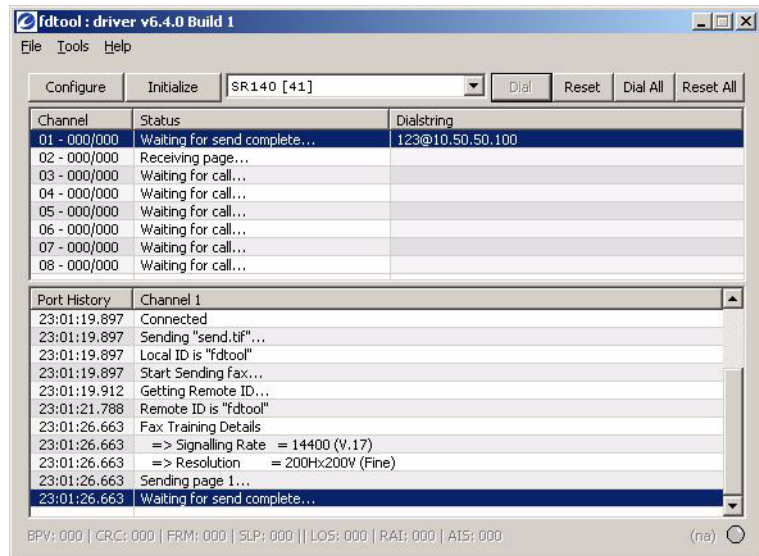 fdtool : driver v6.4.0 Build 1
File Tools Help
Configure Initialize SR140 [41] Dial Reset Dial All Reset All
Channel Status Dialstring
01 - 000/000 Waiting for send complete... 123@10.50.50.100
02 - 000/000 Receiving page...
03 - 000/000 Waiting for call...
04 - 000/000 Waiting for call...
05 - 000/000 Waiting for call...
06 - 000/000 Waiting for call...
07 - 000/000 Waiting for call...
08 - 000/000 Waiting for call...
Port History Channel 1
23:01:19.897 Connected
23:01:19.897 Sending "send.tif"...
23:01:19.897 Local ID is "fdtool"
23:01:19.897 Start Sending fax...
23:01:19.912 Getting Remote ID...
23:01:21.788 Remote ID is "fdtool"
23:01:26.663 Fax Training Details
23:01:26.663 => Signalling Rate = 14400 (V.17)
23:01:26.663 => Resolution = 200Hx200V (Fine)
23:01:26.663 Sending page 1...
23:01:26.663 Waiting for send complete...
BPV: 000 | CRC: 000 | FRM: 000 | SLP: 000 || LOS: 000 | RAI: 000 | AIS: 000 (na)